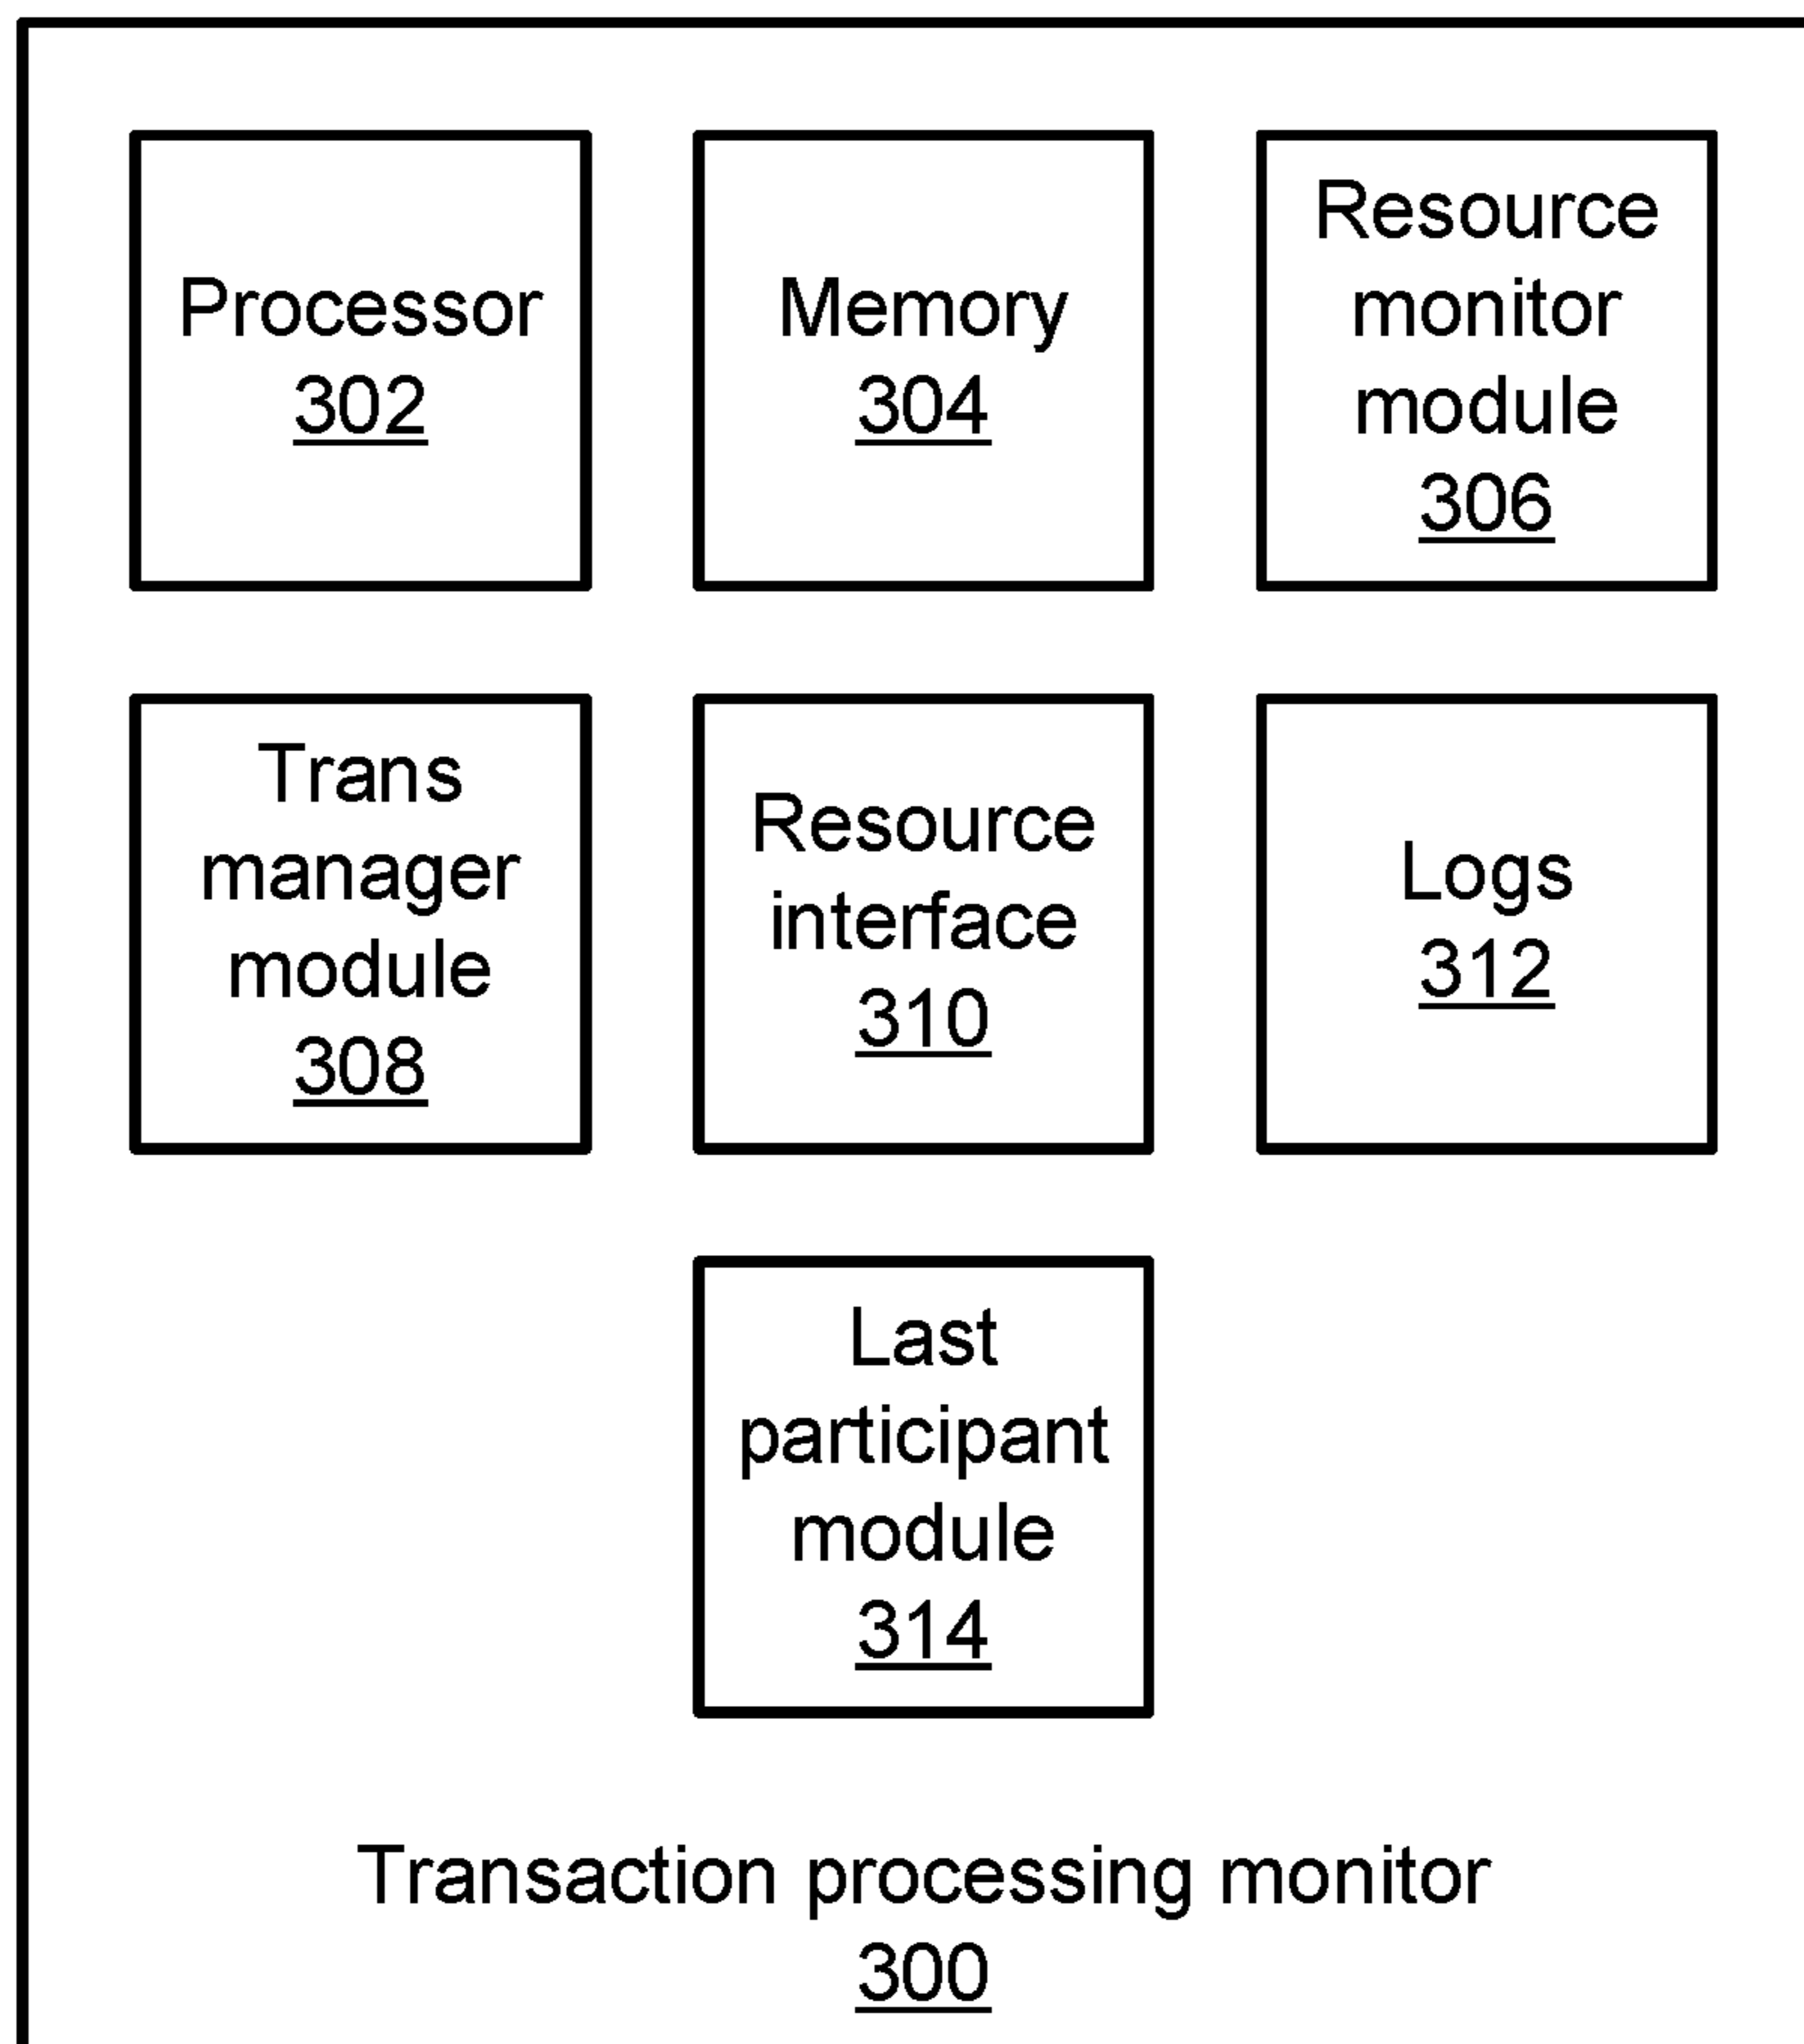 Processor
302
Memory
304
Resource
monitor
module
306
Trans
manager
module
308
Resource
interface
310
Logs
312
Last
participant
module
314
Transaction processing monitor
300